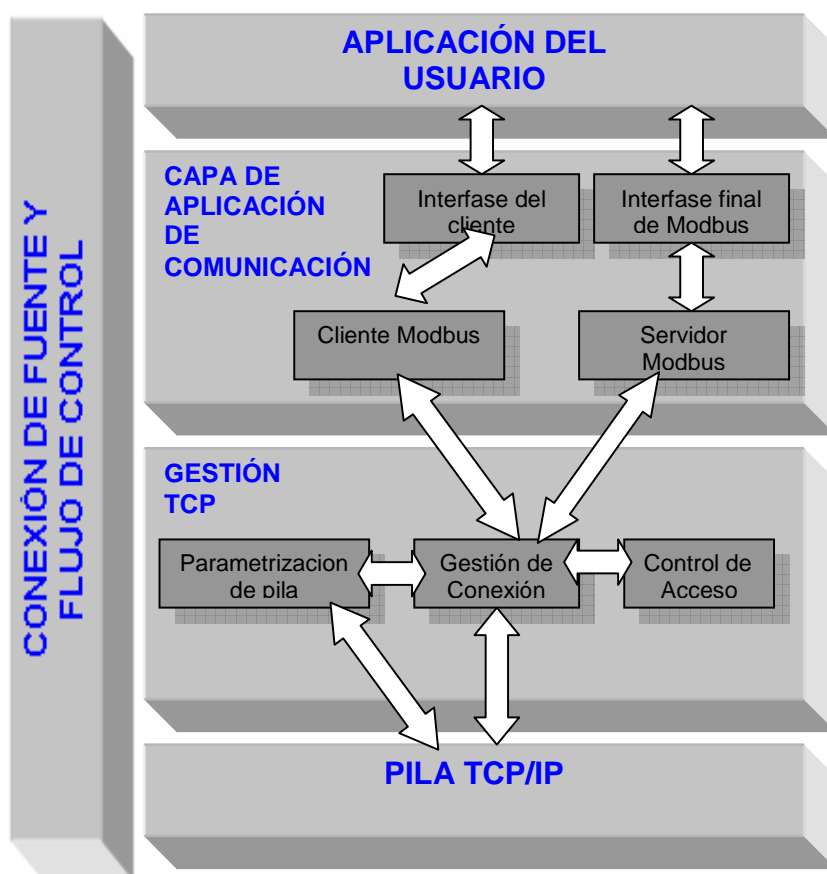 CONEXIÓN DE FUENTE Y
FLUJO DE CONTROL
APLICACIÓN DEL
USUARIO
CAPA DE
APLICACIÓN
DE
COMUNICACIÓN
Interfase del
cliente
Interfase final
de Modbus
Cliente Modbus
Servidor
Modbus
GESTIÓN
TCP
Parametrizacion
de pila
Gestión de
Conexión
Control de
Acceso
PILA TCP/IP